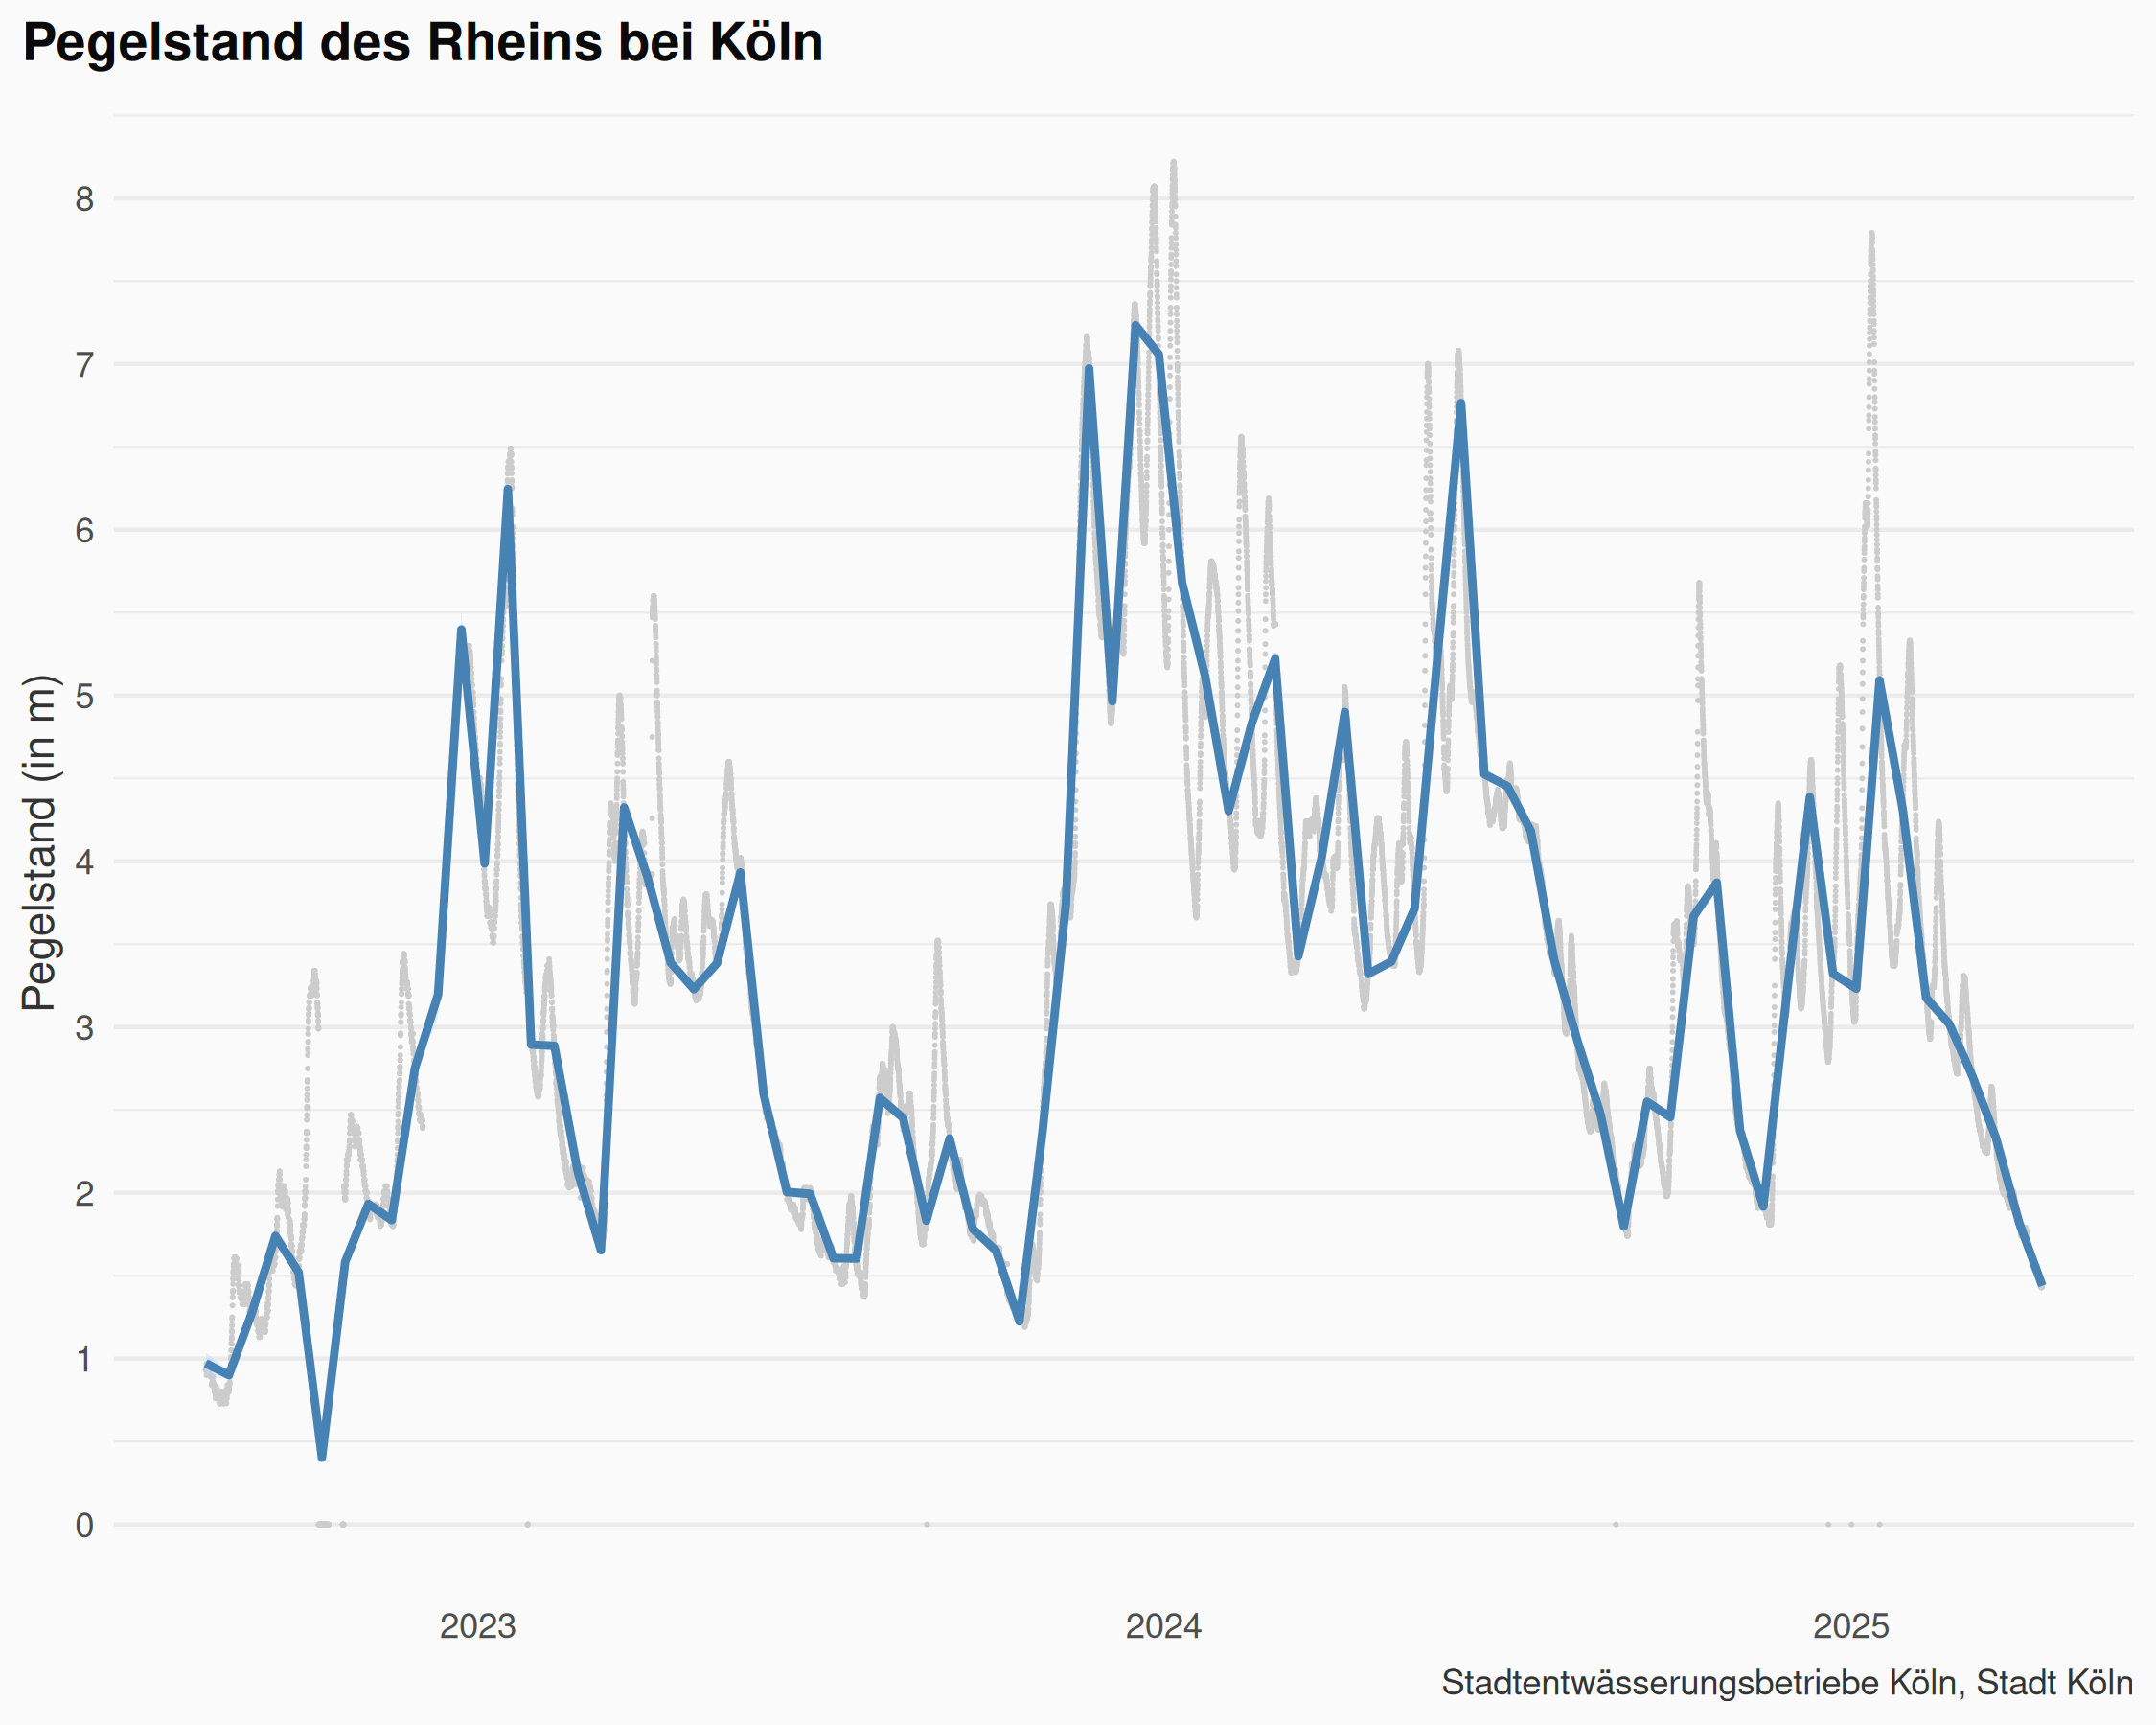 Pegelstand des Rheins bei Köln
Pegelstand (in m)
8
7
6
5
4
3
2
1
0
2023 2024 2025
Stadtentwässerungsbetriebe Köln, Stadt Köln